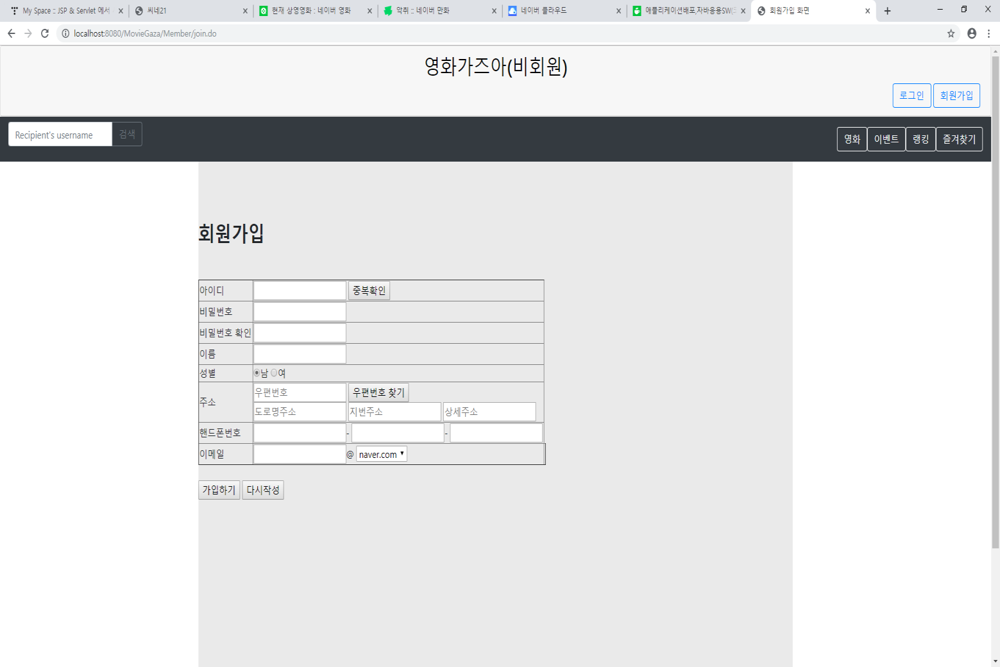 My Space :: JSP & Servlet 에서
씨네21
현재 상영영화 : 네이버 영화
악취 :: 네이버 만화
네이버 클라우드
애플리케이션배포,자바응용SW(
회원가입 화면
localhost:8080/MovieGaza/Member/join.do
영화가즈아(비회원)
로그인 회원가입
Recipient's username 검색
영화 이벤트 랭킹 즐겨찾기
회원가입
아이디 중복확인
비밀번호
비밀번호 확인
이름
성별 남 여
주소 우편번호 우편번호 찾기
도로명주소 지번주소 상세주소
핸드폰번호 - -
이메일 @ naver.com
가입하기 다시작성